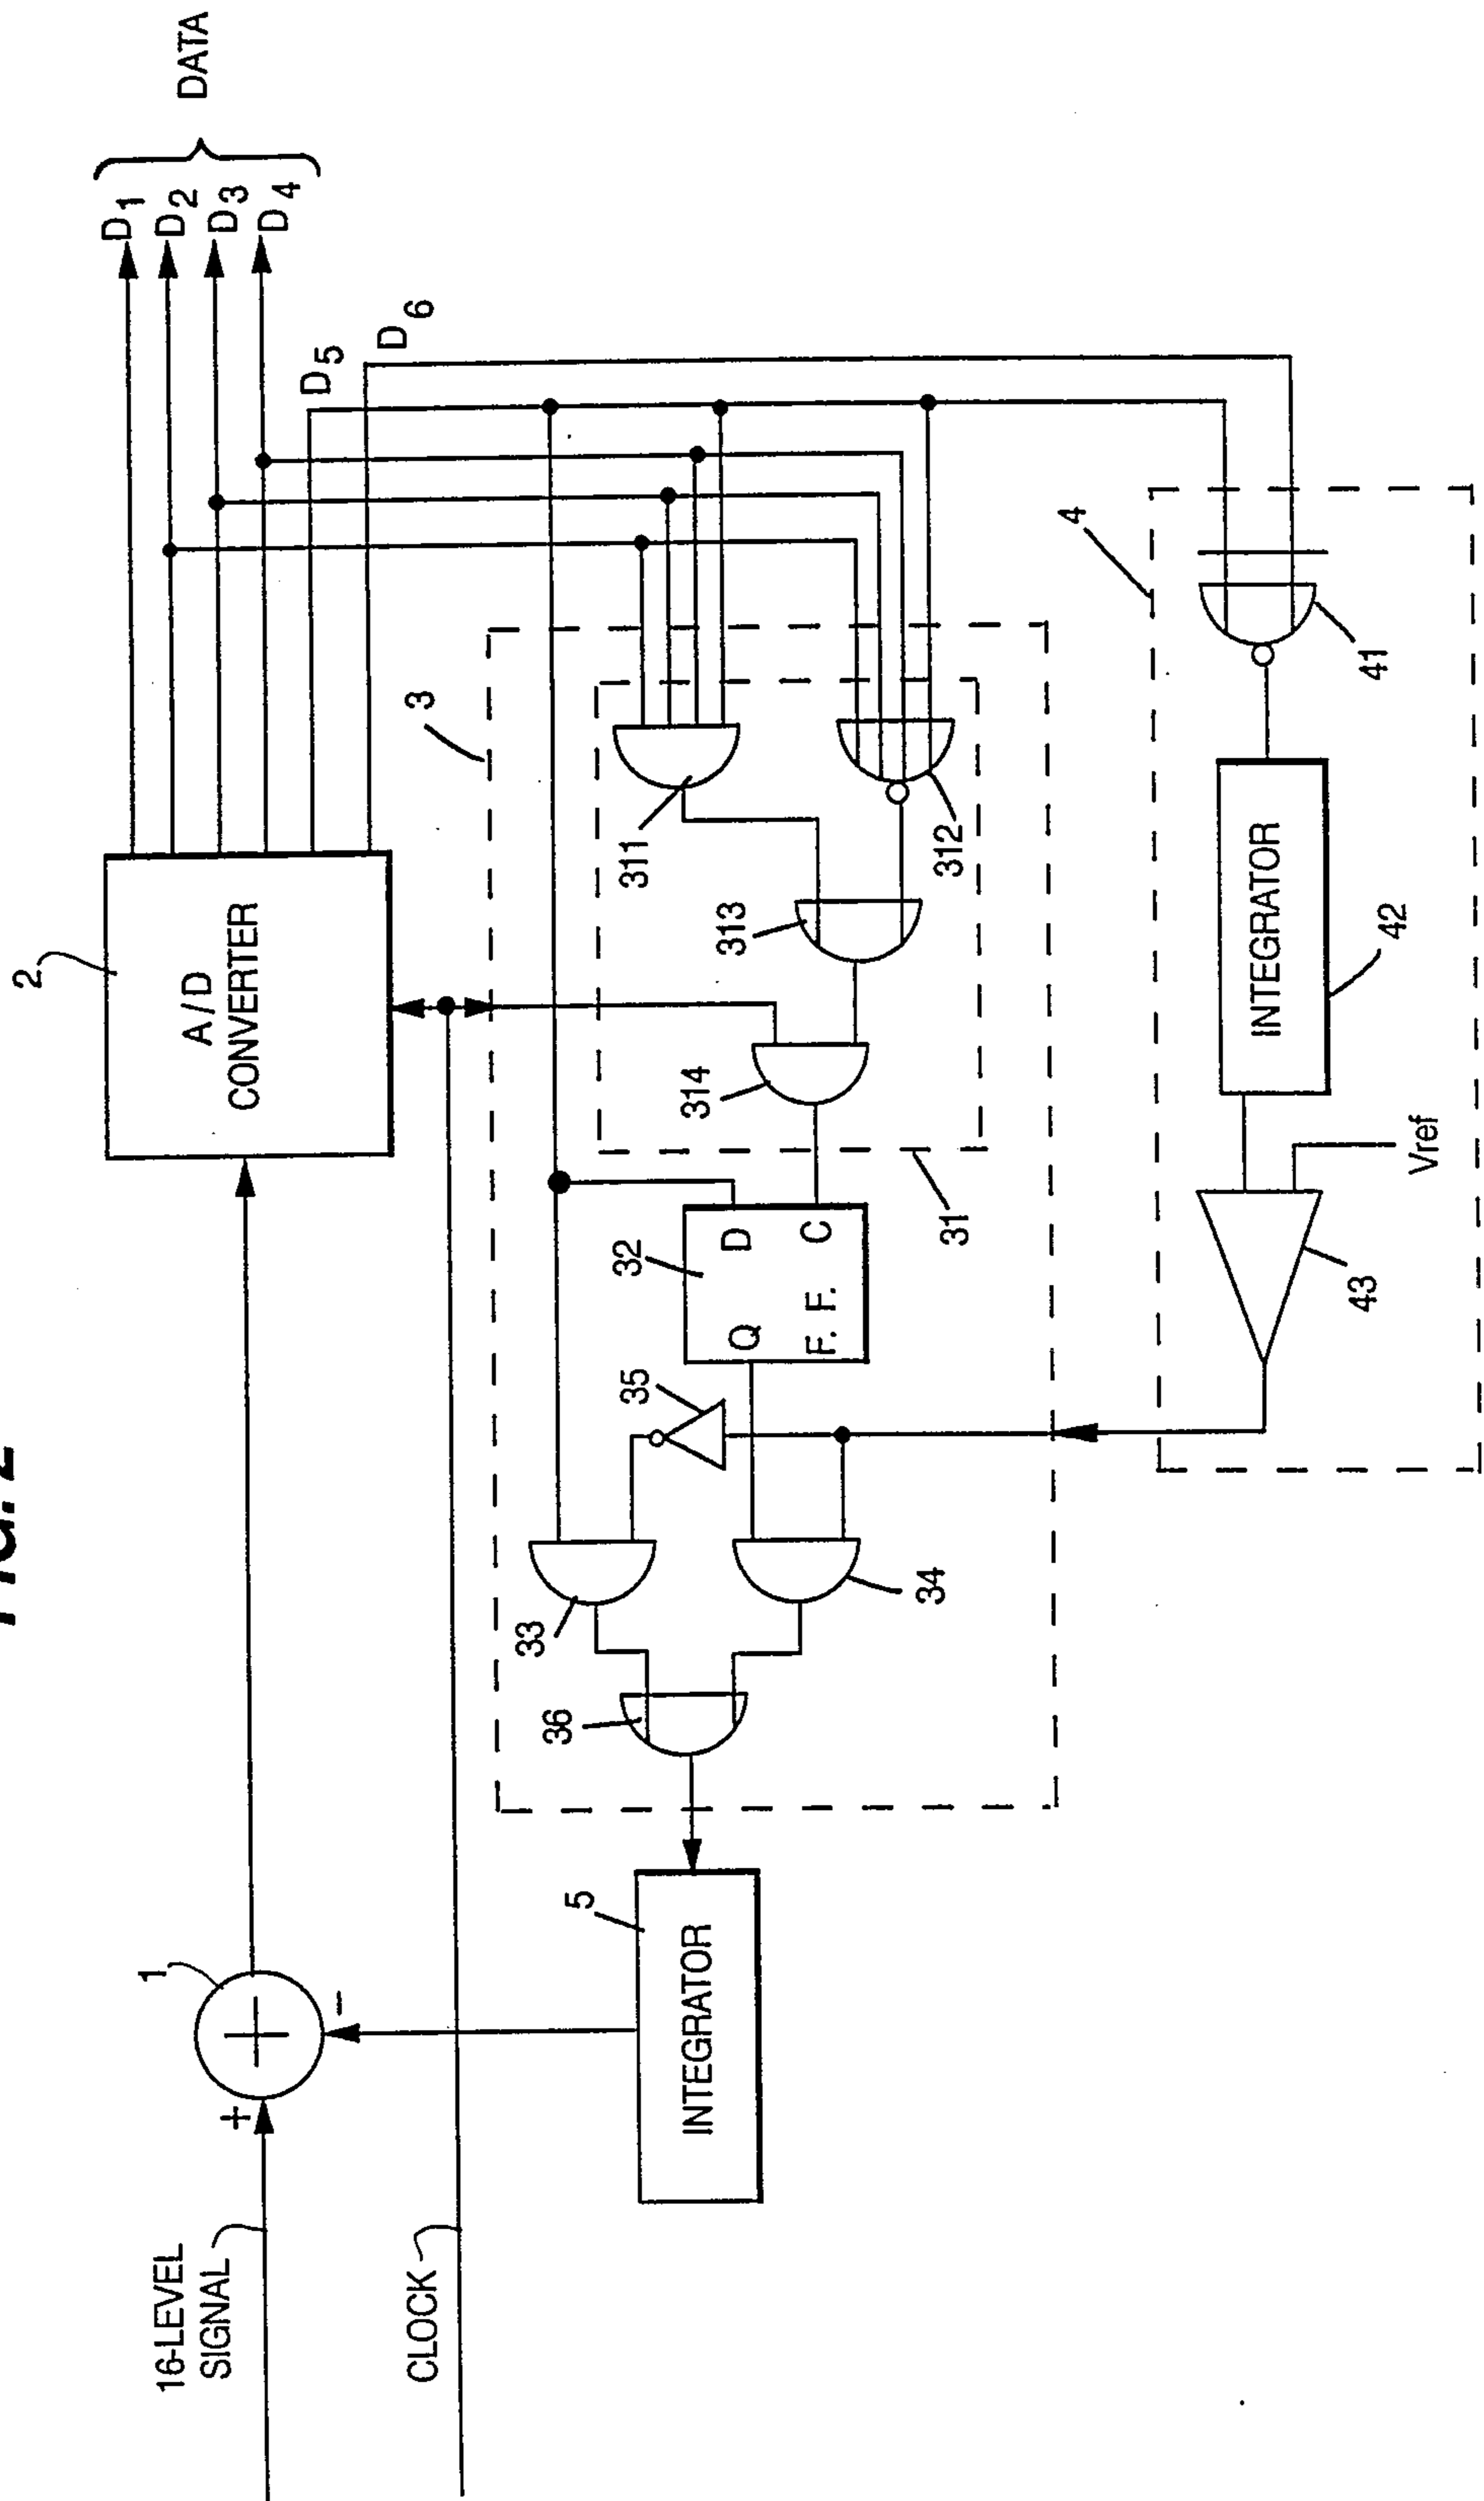 DATA
D1
D2
D3
D4
D5
D6
2
A/D
CONVERTER
3
4
311
312
313
314
31
32
D
C
Q
F. F.
35
33
34
36
41
INTEGRATOR
42
Vref
43
1
+
-
5
INTEGRATOR
16-LEVEL
SIGNAL
CLOCK